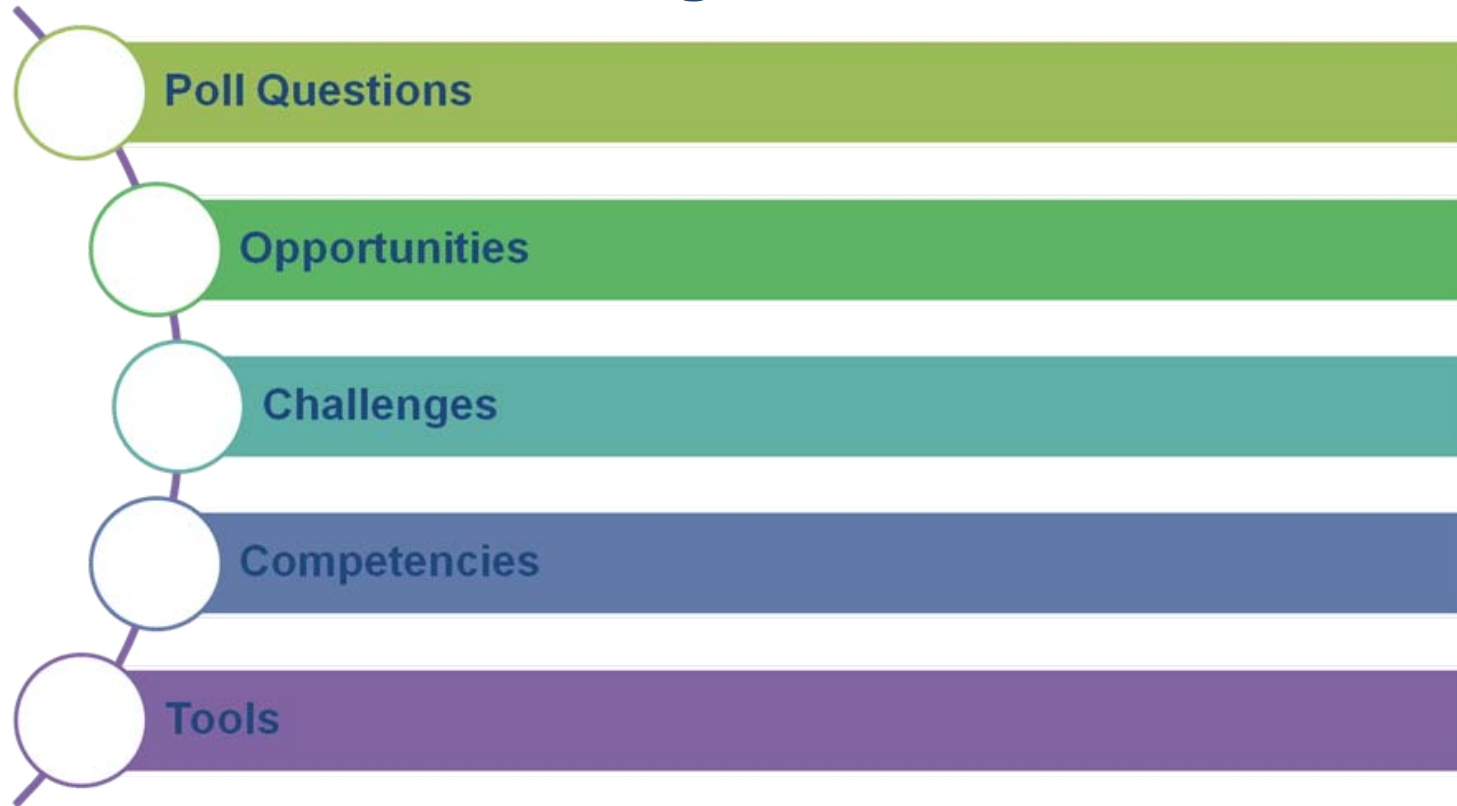 Poll Questions
Opportunities
Challenges
Competencies
Tools